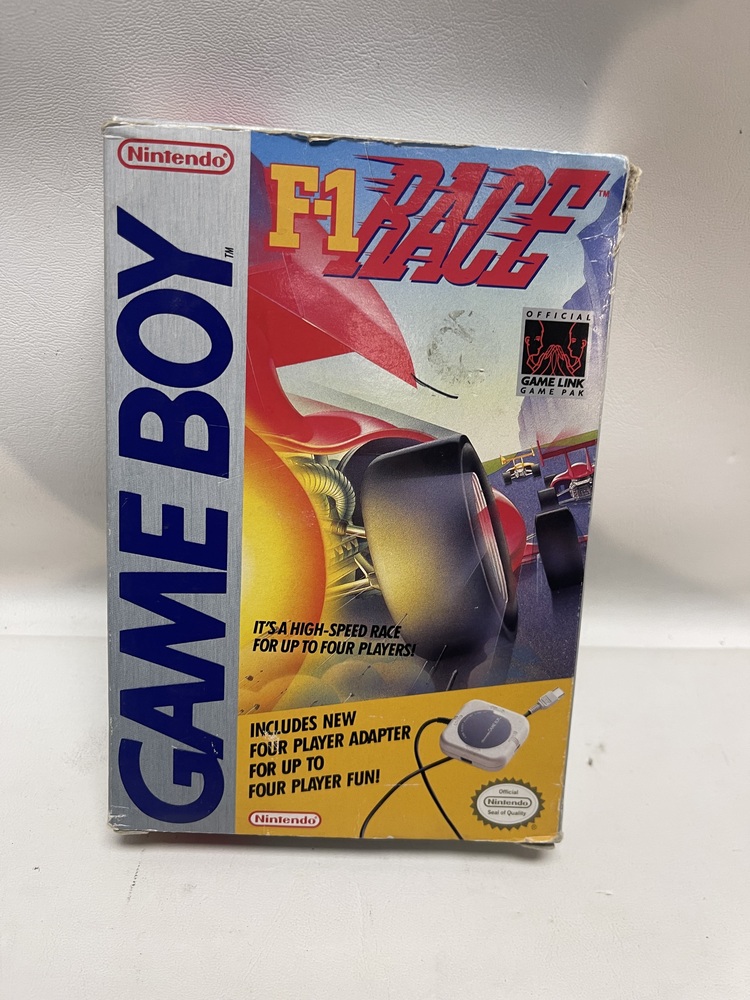 Nintendo®
GAME BOY™
F-1 RACE™
OFFICIAL
GAME LINK
GAME PAK
IT'S A HIGH-SPEED RACE
FOR UP TO FOUR PLAYERS!
INCLUDES NEW
FOUR PLAYER ADAPTER
FOR UP TO
FOUR PLAYER FUN!
Nintendo®
Official
Nintendo
Seal of Quality